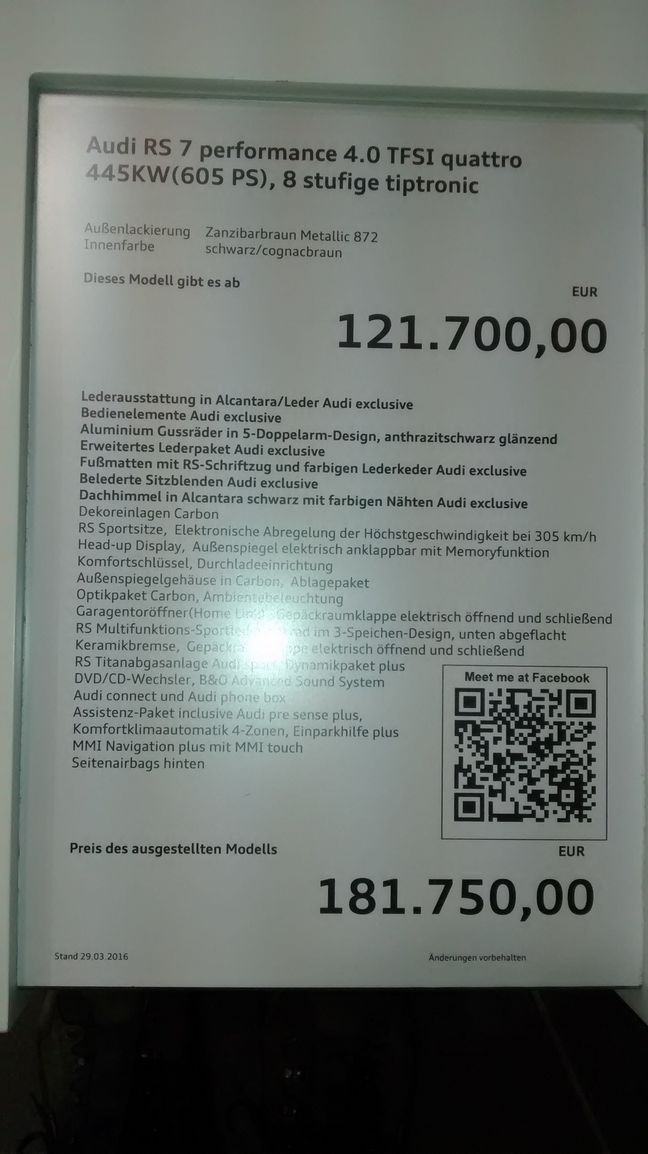 Audi RS 7 performance 4.0 TFSI quattro
445KW(605 PS), 8 stufige tiptronic
Außenlackierung Zanzibarbraun Metallic 872
Innenfarbe schwarz/cognacbraun
Dieses Modell gibt es ab
EUR
121.700,00
Lederausstattung in Alcantara/Leder Audi exclusive
Bedienelemente Audi exclusive
Aluminium Gussräder in 5-Doppelarm-Design, anthrazitschwarz glänzend
Erweitertes Lederpaket Audi exclusive
Fußmatten mit RS-Schriftzug und farbigen Lederkeder Audi exclusive
Belederte Sitzblenden Audi exclusive
Dachhimmel in Alcantara schwarz mit farbigen Nähten Audi exclusive
Dekoreinlagen Carbon
RS Sportsitze, Elektronische Abregelung der Höchstgeschwindigkeit bei 305 km/h
Head-up Display, Außenspiegel elektrisch anklappbar mit Memoryfunktion
Komfortschlüssel, Durchladeeinrichtung
Außenspiegelgehäuse in Carbon, Ablagepaket
Optikpaket Carbon, Ambientebeleuchtung
Garagentoröffner(Home Gepäckraumklappe elektrisch öffnend und schließend
RS im 3-Speichen-Design, unten abgeflacht
Keramikbremse, elektrisch öffnend und schließend
RS Titanabgasanlage Audi Dynamikpaket plus
DVD/CD-Wechsler, B&O Advanced Sound System
Audi connect und Audi phone box
Assistenz-Paket inclusive Audi pre sense plus,
Komfortklimaautomatik 4-Zonen, Einparkhilfe plus
MMI Navigation plus mit MMI touch
Seitenairbags hinten
Meet me at Facebook
Preis des ausgestellten Modells EUR
181.750,00
Stand 29.03.2016 Änderungen vorbehalten